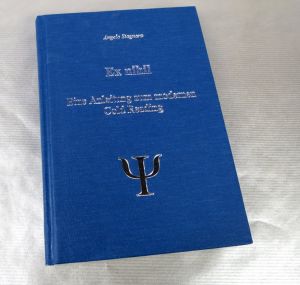 Angelo Stagnaro
Ex nihil
Eine Anleitung zum modernen
Cold Reading
Ψ